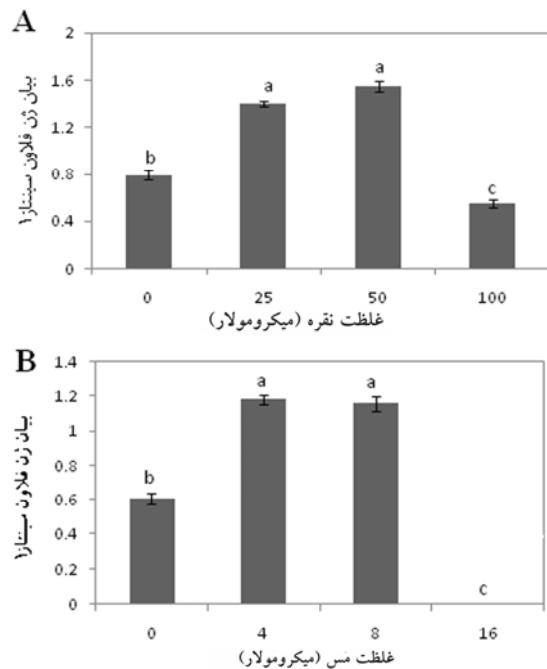 A
2
1.6
1.2
0.8
0.4
0
b
a
a
c
0 25 50 100
بیان ژن فلاون سینتاز۱
غلظت نقره (میکرومولار)
B
1.4
1.2
1
0.8
0.6
0.4
0.2
0
b
a
a
c
0 4 8 16
بیان ژن فلاون سینتاز۱
غلظت مس (میکرومولار)